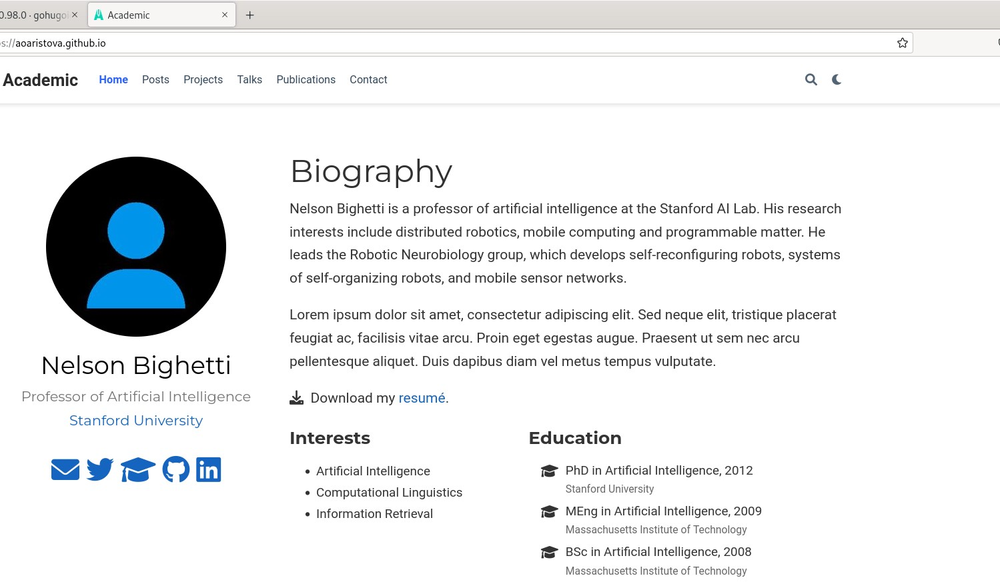 0.98.0 · gohugo
Academic
s://aoaristova.github.io
Academic Home Posts Projects Talks Publications Contact
Biography
Nelson Bighetti is a professor of artificial intelligence at the Stanford AI Lab. His research
interests include distributed robotics, mobile computing and programmable matter. He
leads the Robotic Neurobiology group, which develops self-reconfiguring robots, systems
of self-organizing robots, and mobile sensor networks.
Lorem ipsum dolor sit amet, consectetur adipiscing elit. Sed neque elit, tristique placerat
feugiat ac, facilisis vitae arcu. Proin eget egestas augue. Praesent ut sem nec arcu
pellentesque aliquet. Duis dapibus diam vel metus tempus vulputate.
Download my resumé.
Nelson Bighetti
Professor of Artificial Intelligence
Stanford University
Interests
Artificial Intelligence
Computational Linguistics
Information Retrieval
Education
PhD in Artificial Intelligence, 2012
Stanford University
MEng in Artificial Intelligence, 2009
Massachusetts Institute of Technology
BSc in Artificial Intelligence, 2008
Massachusetts Institute of Technology